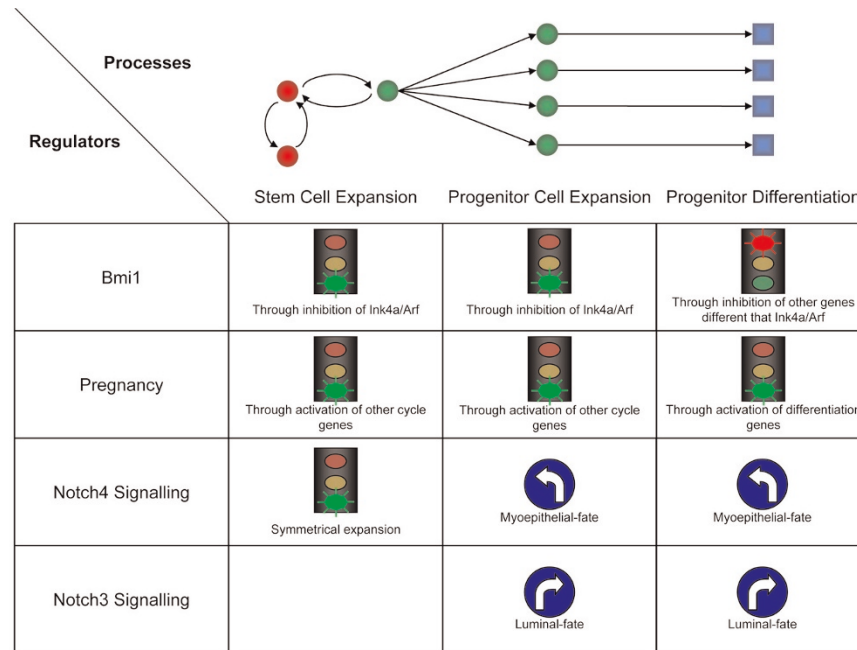 Processes
Regulators
Stem Cell Expansion
Progenitor Cell Expansion
Progenitor Differentiation
Bmi1
Through inhibition of Ink4a/Arf
Through inhibition of Ink4a/Arf
Through inhibition of other genes
different that Ink4a/Arf
Pregnancy
Through activation of other cycle
genes
Through activation of other cycle
genes
Through activation of differentiation
genes
Notch4 Signalling
Symmetrical expansion
Myoepithelial-fate
Myoepithelial-fate
Notch3 Signalling
Luminal-fate
Luminal-fate